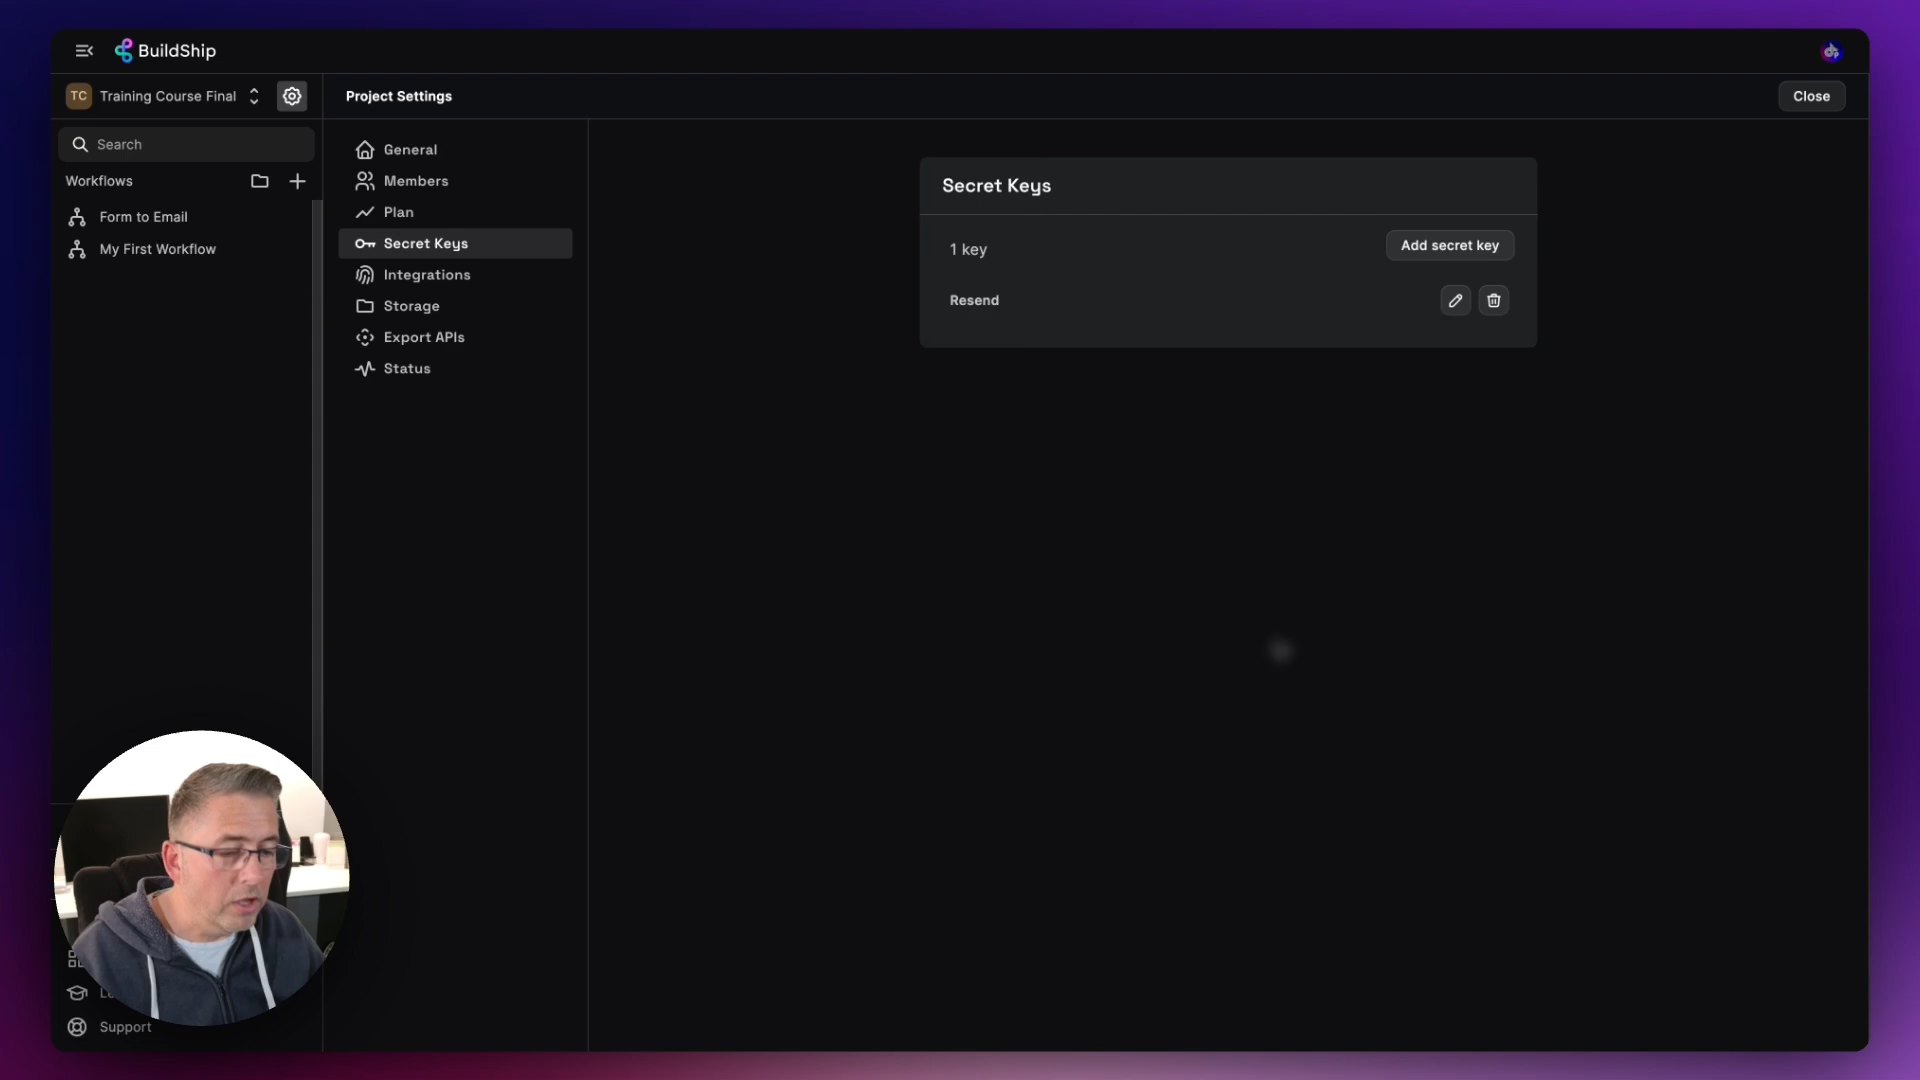 BuildShip
TC Training Course Final
Project Settings
Close
Search
Workflows
Form to Email
My First Workflow
General
Members
Plan
Secret Keys
Integrations
Storage
Export APIs
Status
Secret Keys
1 key
Add secret key
Resend
Support